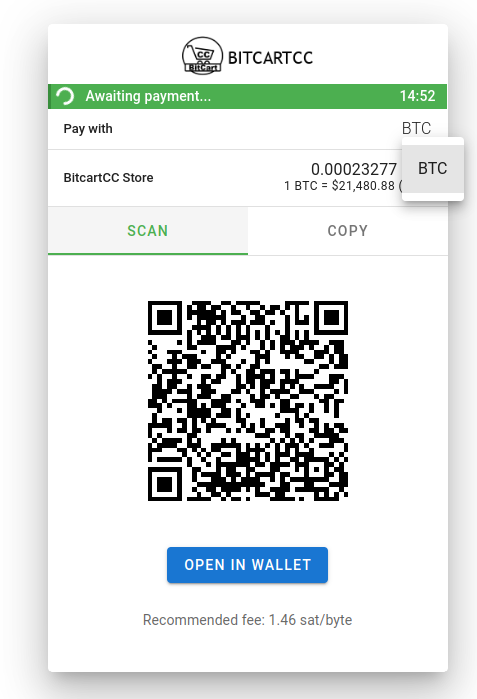 CC
BitCart
BITCARTCC
Awaiting payment... 14:52
Pay with BTC
BTC
BitcartCC Store 0.00023277
1 BTC = $21,480.88 (
SCAN COPY
OPEN IN WALLET
Recommended fee: 1.46 sat/byte